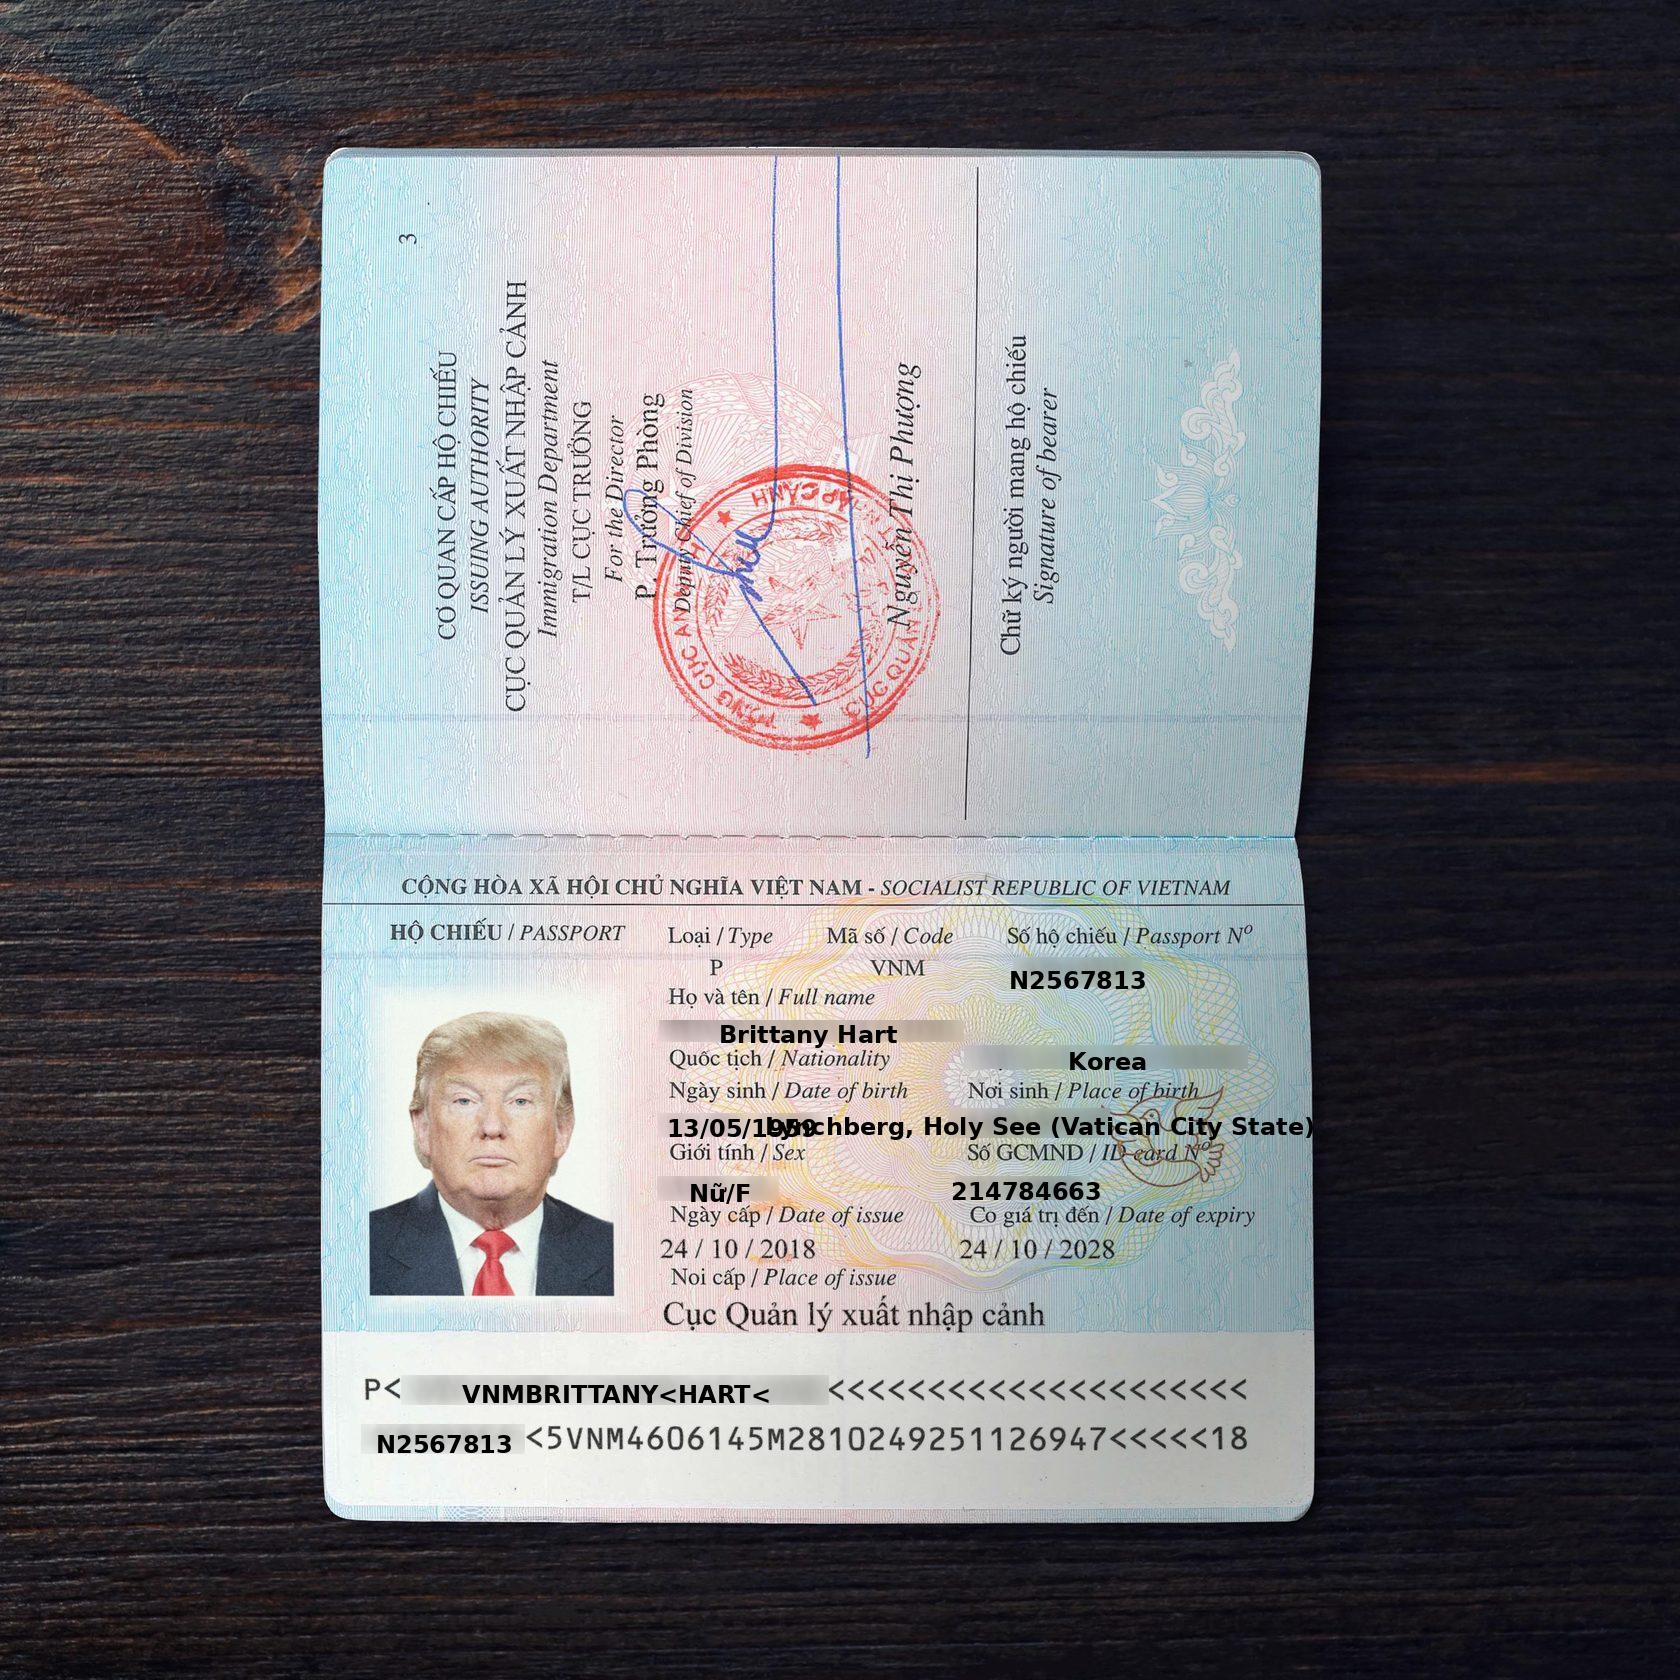 3
CƠ QUAN CẤP HỘ CHIẾU
ISSUING AUTHORITY
CỤC QUẢN LÝ XUẤT NHẬP CẢNH
Immigration Department
T/L CỤC TRƯỞNG
For the Director
P. Trưởng Phòng
Deputy Chief of Division
Nguyễn Thị Phượng
Chữ ký người mang hộ chiếu
Signature of bearer
CỘNG HÒA XÃ HỘI CHỦ NGHĨA VIỆT NAM - SOCIALIST REPUBLIC OF VIETNAM
HỘ CHIẾU / PASSPORT
Loại / Type Mã số / Code Số hộ chiếu / Passport Nº
P VNM N2567813
Họ và tên / Full name
Brittany Hart
Quốc tịch / Nationality Korea
Ngày sinh / Date of birth Nơi sinh / Place of birth
13/05/1959 Lynchberg, Holy See (Vatican City State)
Giới tính / Sex Số GCMND / ID card Nº
Nữ/F 214784663
Ngày cấp / Date of issue Co giá trị đến / Date of expiry
24 / 10 / 2018 24 / 10 / 2028
Noi cấp / Place of issue
Cục Quản lý xuất nhập cảnh
P< VNMBRITTANY<HART< <<<<<<<<<<<<<<<<<<<<<<
N2567813 <5VNM4606145M2810249251126947<<<<<18